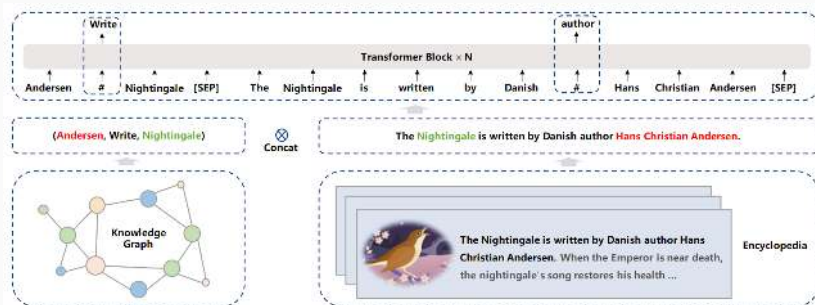 Write author
Transformer Block × N
Andersen # Nightingale [SEP] The Nightingale is written by Danish # Hans Christian Andersen [SEP]
(Andersen, Write, Nightingale)
Concat
The Nightingale is written by Danish author Hans Christian Andersen.
Knowledge
Graph
The Nightingale is written by Danish author Hans
Christian Andersen. When the Emperor is near death,
the nightingale's song restores his health ...
Encyclopedia